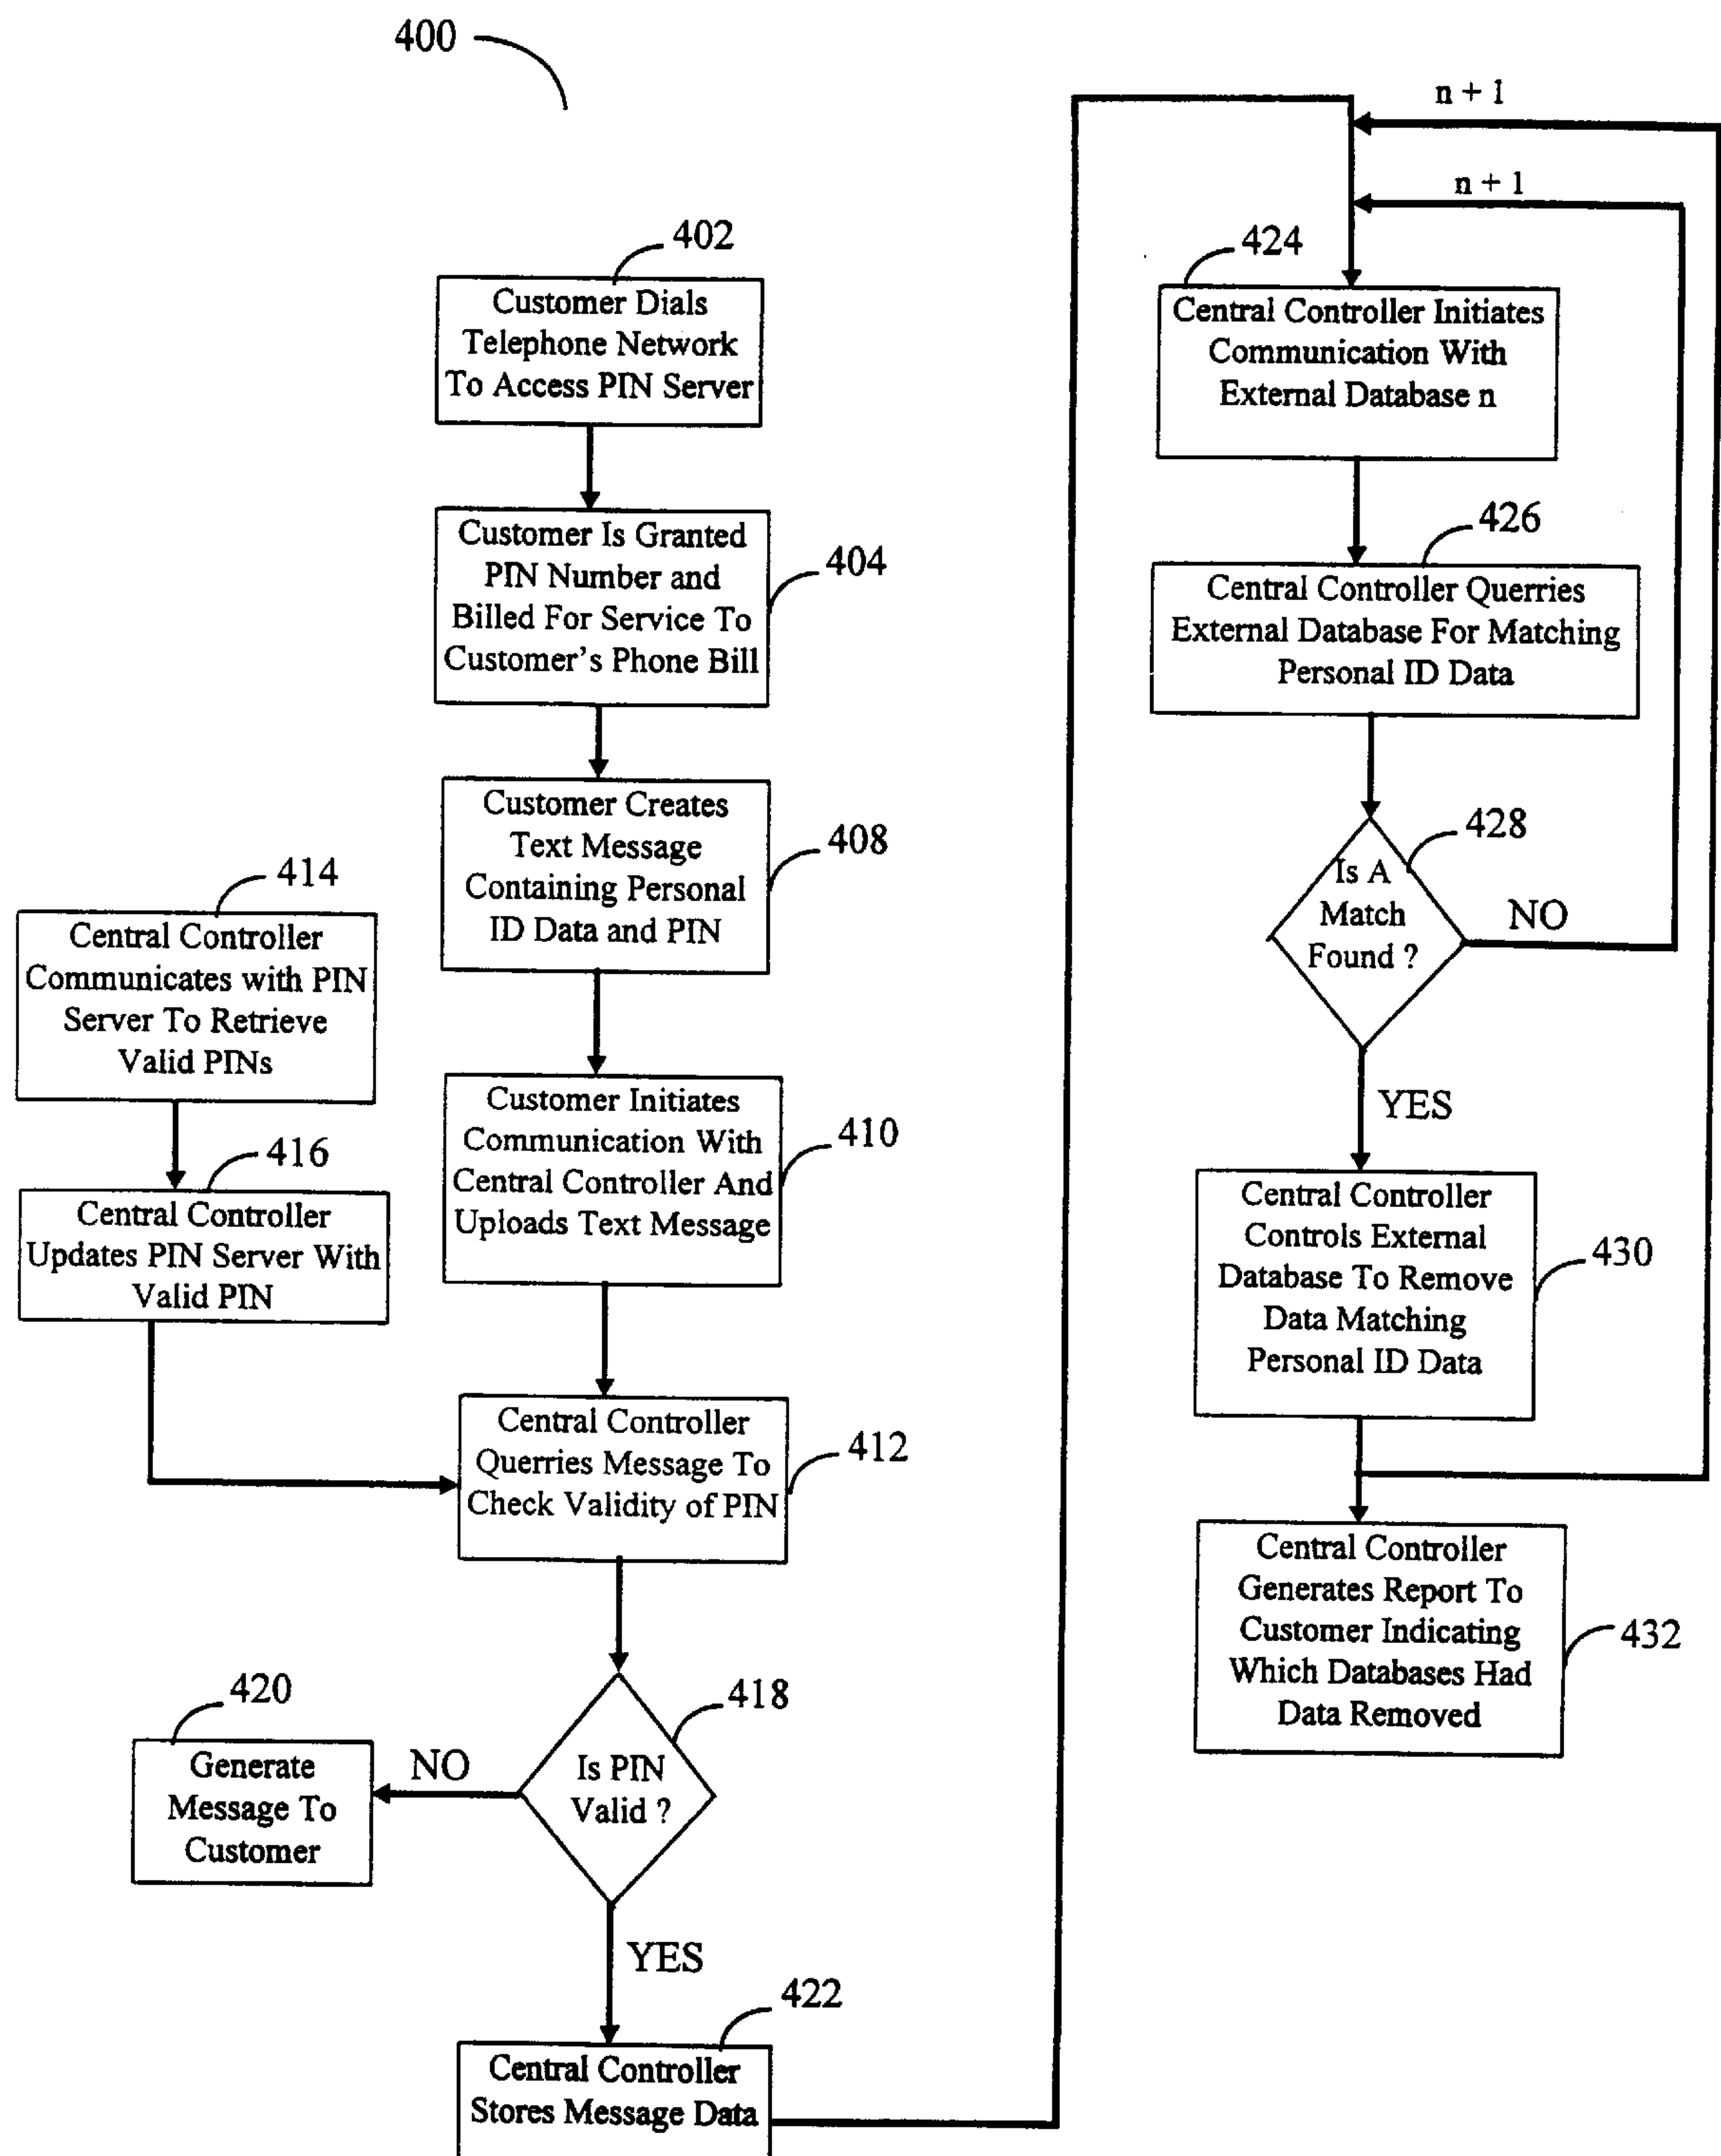 400
402
Customer Dials
Telephone Network
To Access PIN Server
Customer Is Granted
PIN Number and
Billed For Service To
Customer's Phone Bill
404
Customer Creates
Text Message
Containing Personal
ID Data and PIN
408
414
Central Controller
Communicates with PIN
Server To Retrieve
Valid PINs
416
Central Controller
Updates PIN Server With
Valid PIN
Customer Initiates
Communication With
Central Controller And
Uploads Text Message
410
Central Controller
Querries Message To
Check Validity of PIN
412
418
Is PIN
Valid ?
NO
420
Generate
Message To
Customer
YES
422
Central Controller
Stores Message Data
n + 1
n + 1
424
Central Controller Initiates
Communication With
External Database n
426
Central Controller Querries
External Database For Matching
Personal ID Data
428
Is A
Match
Found ?
NO
YES
Central Controller
Controls External
Database To Remove
Data Matching
Personal ID Data
430
Central Controller
Generates Report To
Customer Indicating
Which Databases Had
Data Removed
432